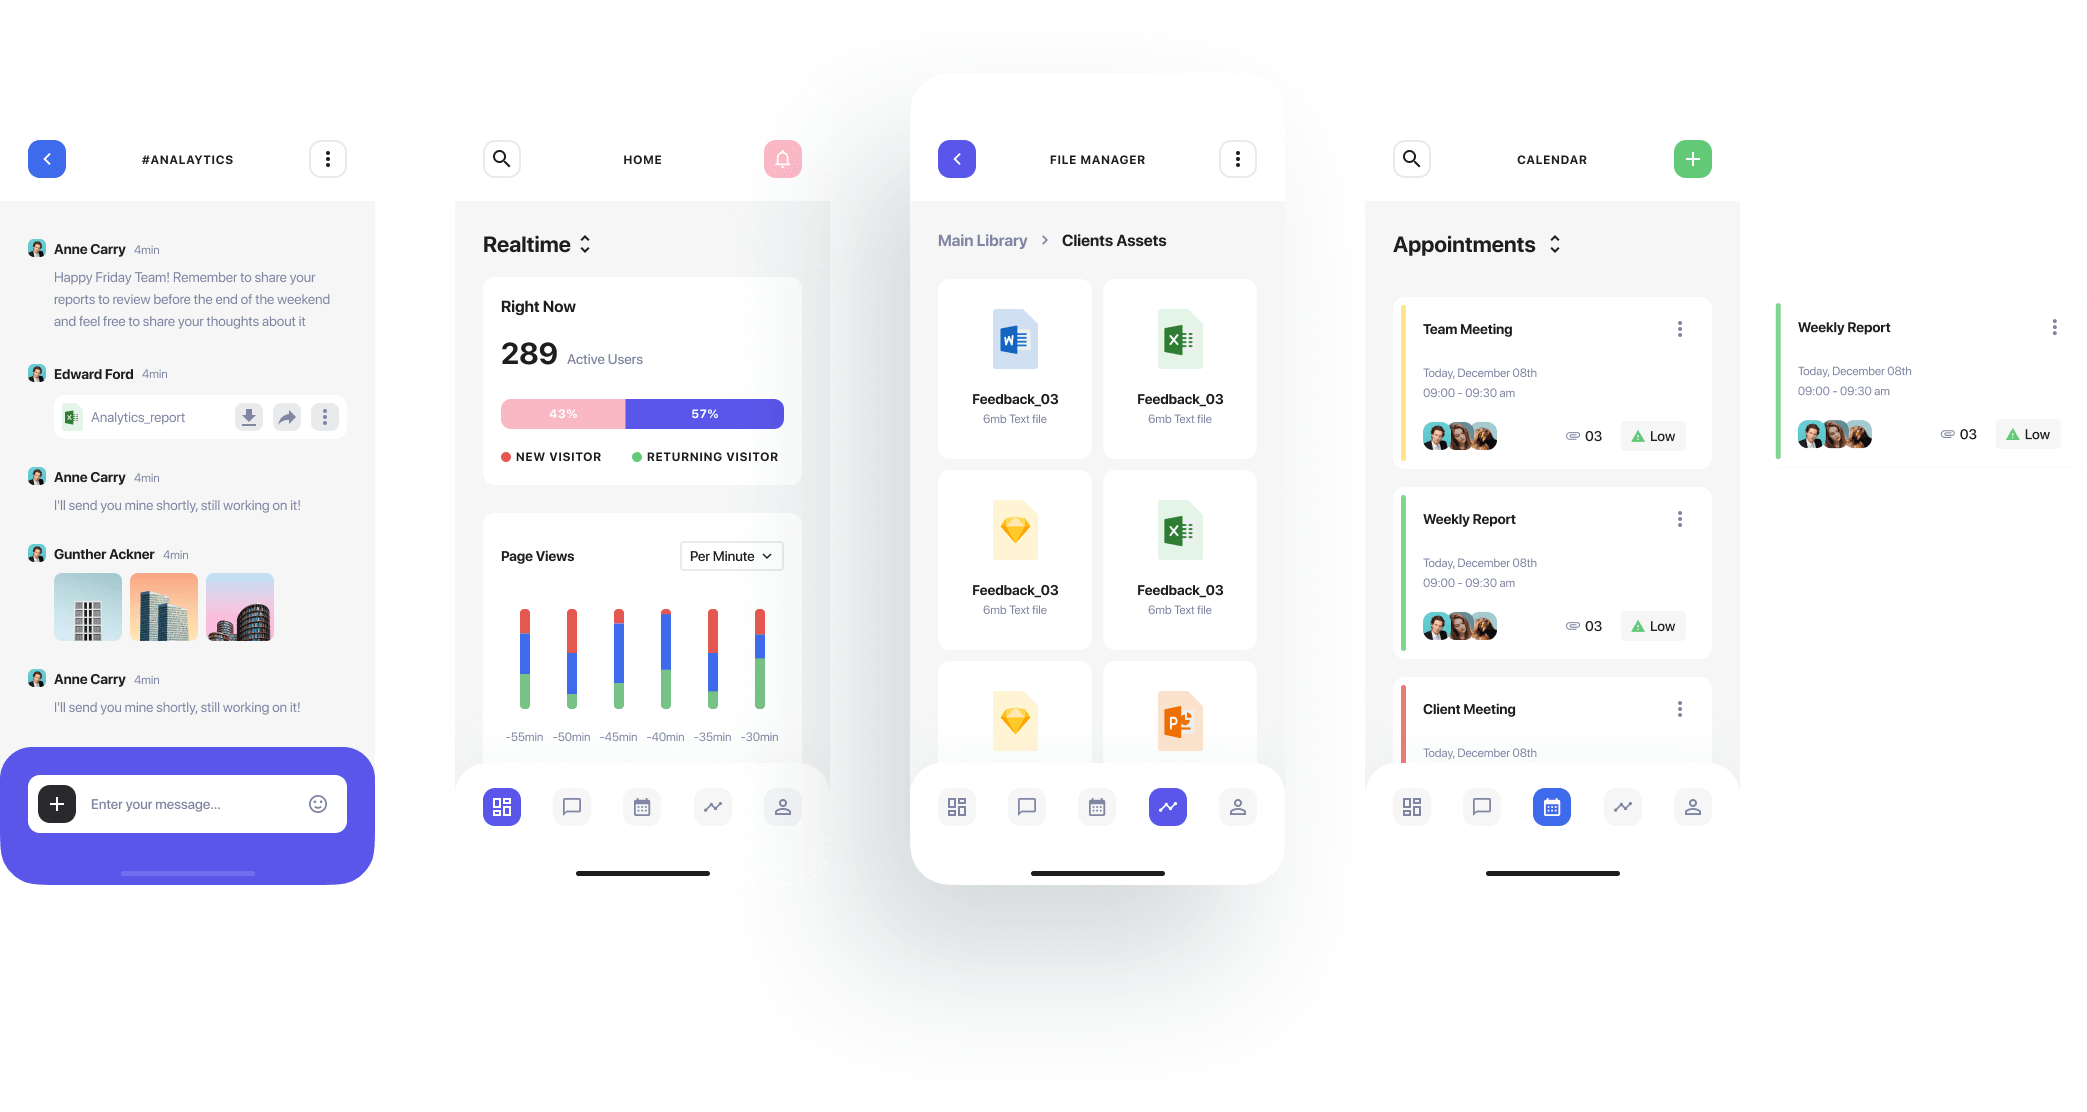 #ANALAYTICS
Anne Carry 4min
Happy Friday Team! Remember to share your
reports to review before the end of the weekend
and feel free to share your thoughts about it
Edward Ford 4min
Analytics_report
Anne Carry 4min
I'll send you mine shortly, still working on it!
Gunther Ackner 4min
Anne Carry 4min
I'll send you mine shortly, still working on it!
Enter your message...
HOME
Realtime
Right Now
289 Active Users
43% 57%
NEW VISITOR RETURNING VISITOR
Page Views Per Minute
-55min -50min -45min -40min -35min -30min
FILE MANAGER
Main Library > Clients Assets
W X
Feedback_03 Feedback_03
6mb Text file 6mb Text file
X
Feedback_03 Feedback_03
6mb Text file 6mb Text file
P
CALENDAR
Appointments
Team Meeting
Today, December 08th
09:00 - 09:30 am
03 Low
Weekly Report
Today, December 08th
09:00 - 09:30 am
03 Low
Client Meeting
Today, December 08th
Weekly Report
Today, December 08th
09:00 - 09:30 am
03 Low